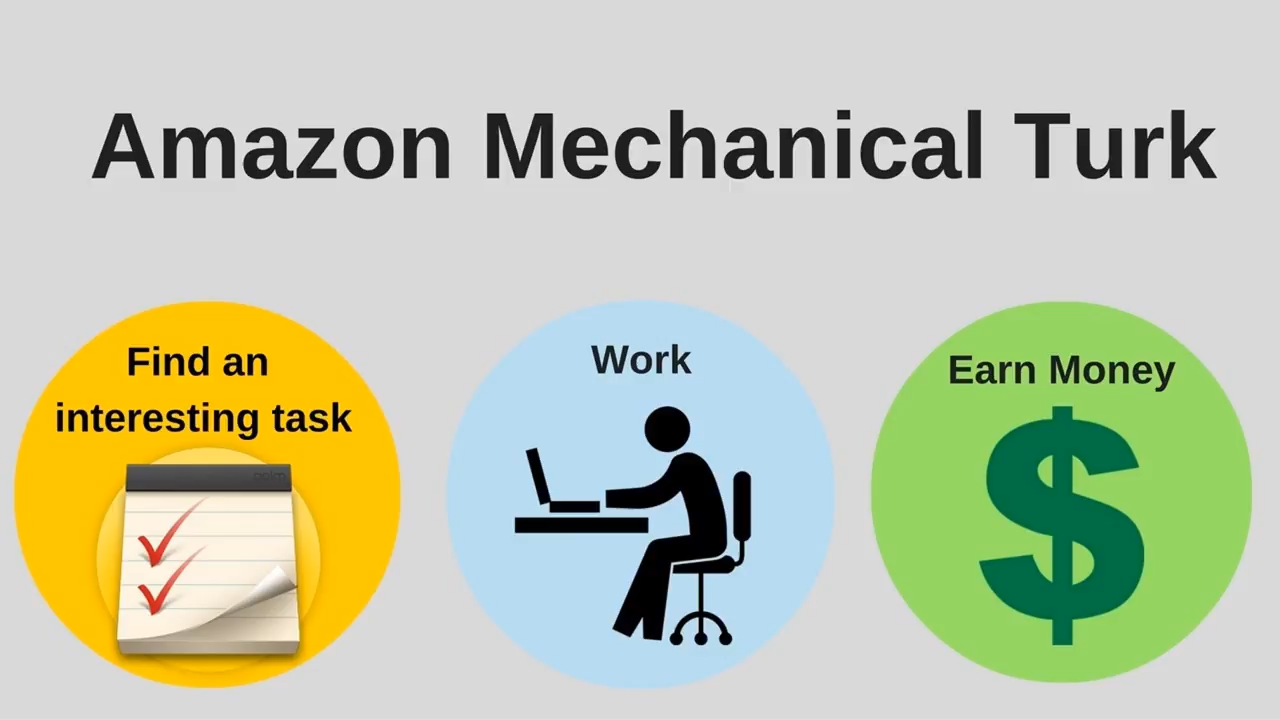 Amazon Mechanical Turk
Find an
interesting task
Work
Earn Money